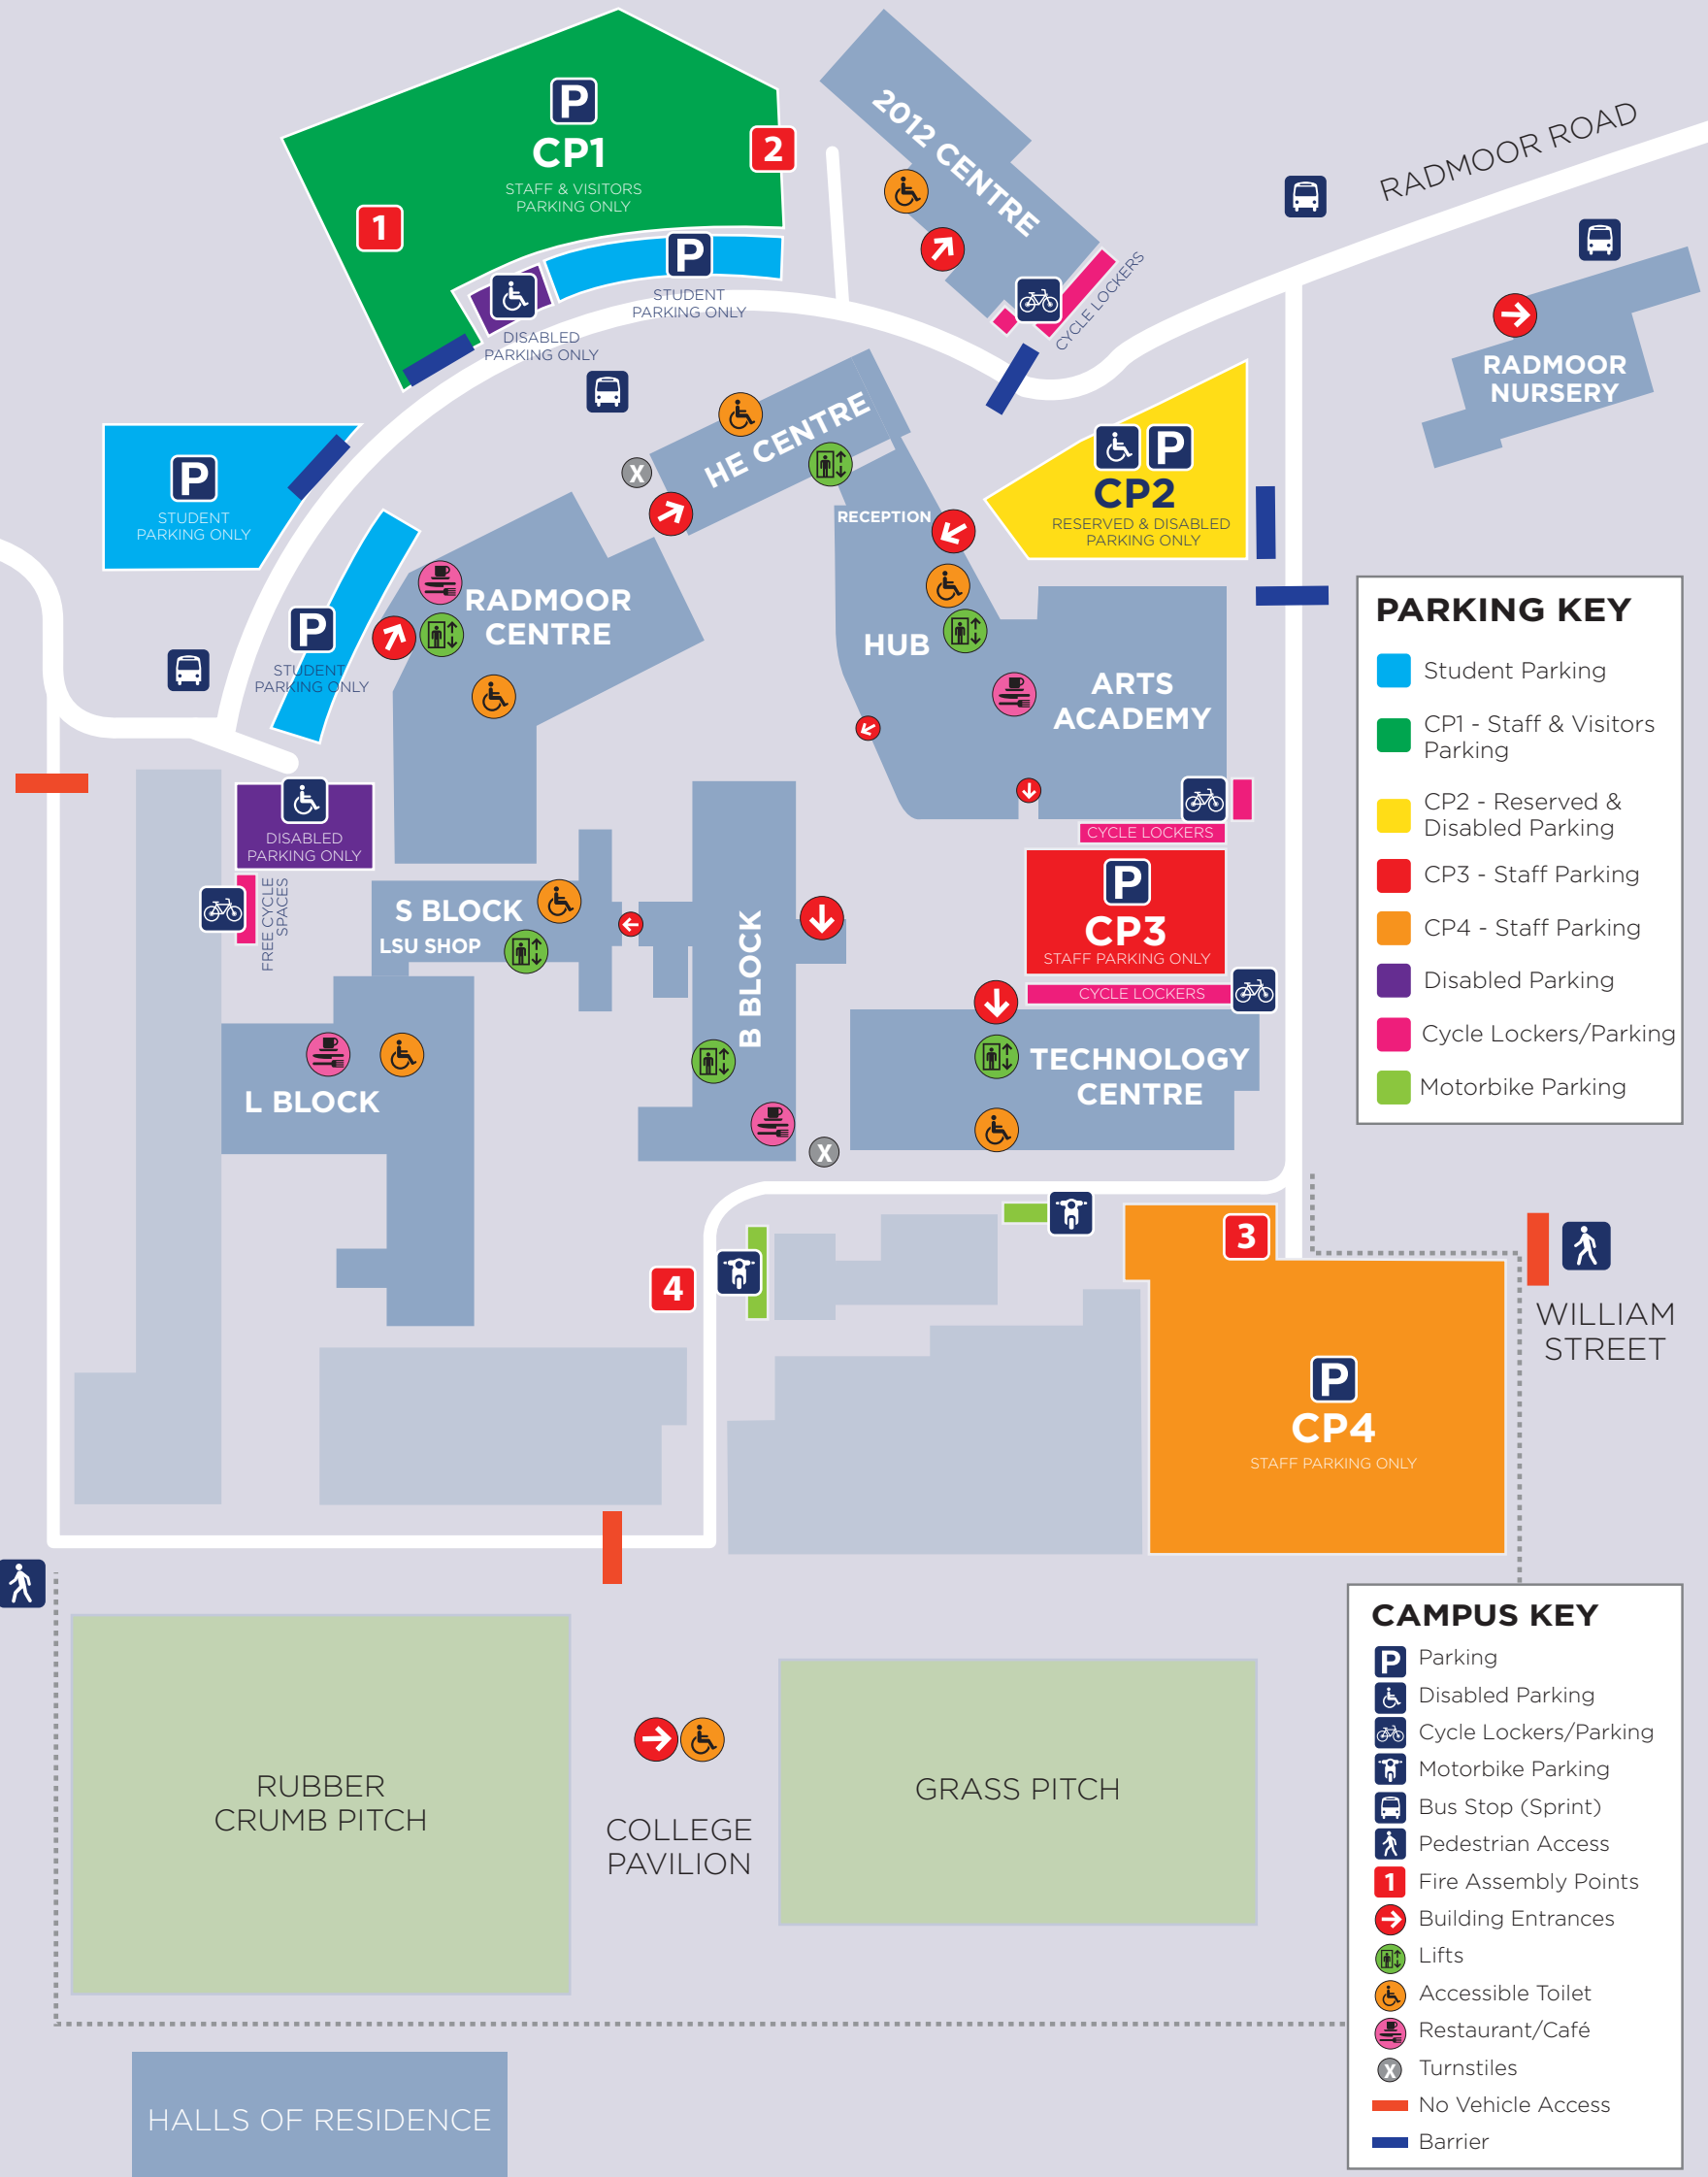 P
CP1
STAFF & VISITORS
PARKING ONLY
2
1
P
STUDENT
PARKING ONLY
DISABLED
PARKING ONLY
2012 CENTRE
CYCLE LOCKERS
RADMOOR ROAD
RADMOOR
NURSERY
P
STUDENT
PARKING ONLY
HE CENTRE
X
P
CP2
RESERVED & DISABLED
PARKING ONLY
RECEPTION
HUB
ARTS
ACADEMY
RADMOOR
CENTRE
P
STUDENT
PARKING ONLY
DISABLED
PARKING ONLY
FREE CYCLE
SPACES
S BLOCK
LSU SHOP
L BLOCK
B BLOCK
CYCLE LOCKERS
P
CP3
STAFF PARKING ONLY
CYCLE LOCKERS
TECHNOLOGY
CENTRE
X
3
4
P
CP4
STAFF PARKING ONLY
WILLIAM
STREET
PARKING KEY
Student Parking
CP1 - Staff & Visitors
Parking
CP2 - Reserved &
Disabled Parking
CP3 - Staff Parking
CP4 - Staff Parking
Disabled Parking
Cycle Lockers/Parking
Motorbike Parking
RUBBER
CRUMB PITCH
COLLEGE
PAVILION
GRASS PITCH
HALLS OF RESIDENCE
CAMPUS KEY
P Parking
Disabled Parking
Cycle Lockers/Parking
Motorbike Parking
Bus Stop (Sprint)
Pedestrian Access
1 Fire Assembly Points
Building Entrances
Lifts
Accessible Toilet
Restaurant/Café
X Turnstiles
No Vehicle Access
Barrier